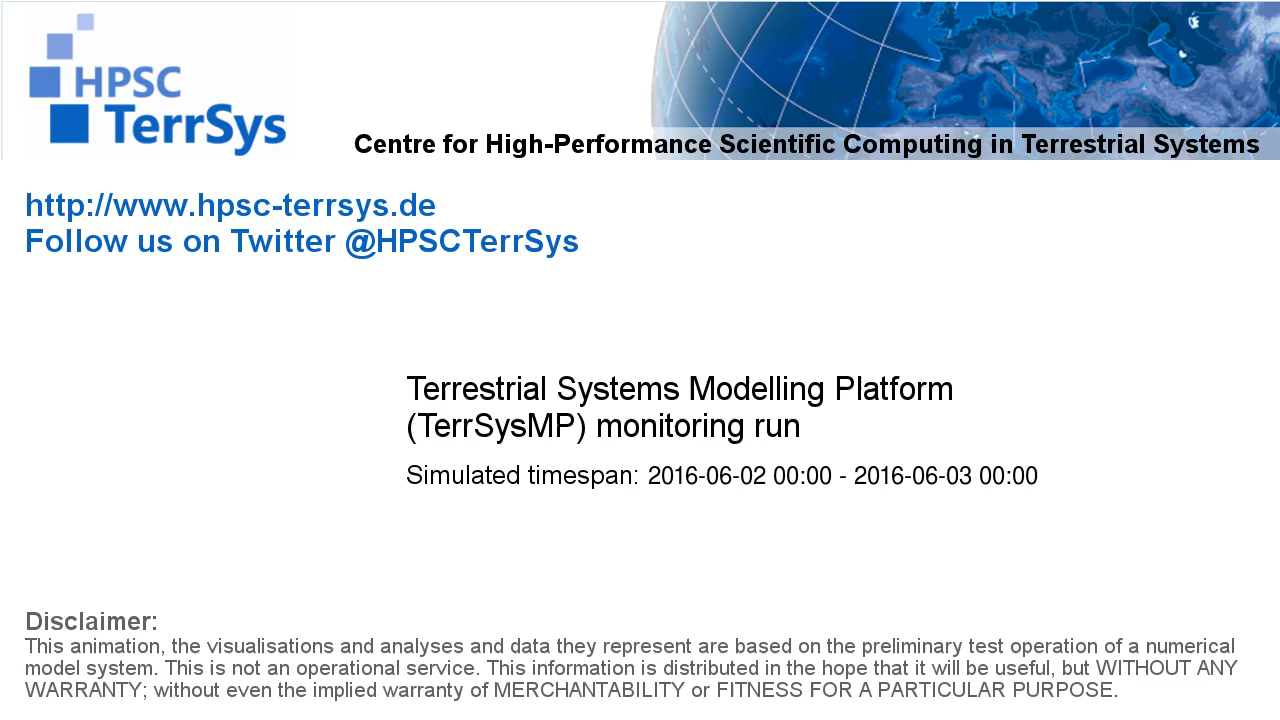 HPSC
TerrSys
Centre for High-Performance Scientific Computing in Terrestrial Systems
http://www.hpsc-terrsys.de
Follow us on Twitter @HPSCTerrSys
Terrestrial Systems Modelling Platform
(TerrSysMP) monitoring run
Simulated timespan: 2016-06-02 00:00 - 2016-06-03 00:00
Disclaimer:
This animation, the visualisations and analyses and data they represent are based on the preliminary test operation of a numerical
model system. This is not an operational service. This information is distributed in the hope that it will be useful, but WITHOUT ANY
WARRANTY; without even the implied warranty of MERCHANTABILITY or FITNESS FOR A PARTICULAR PURPOSE.